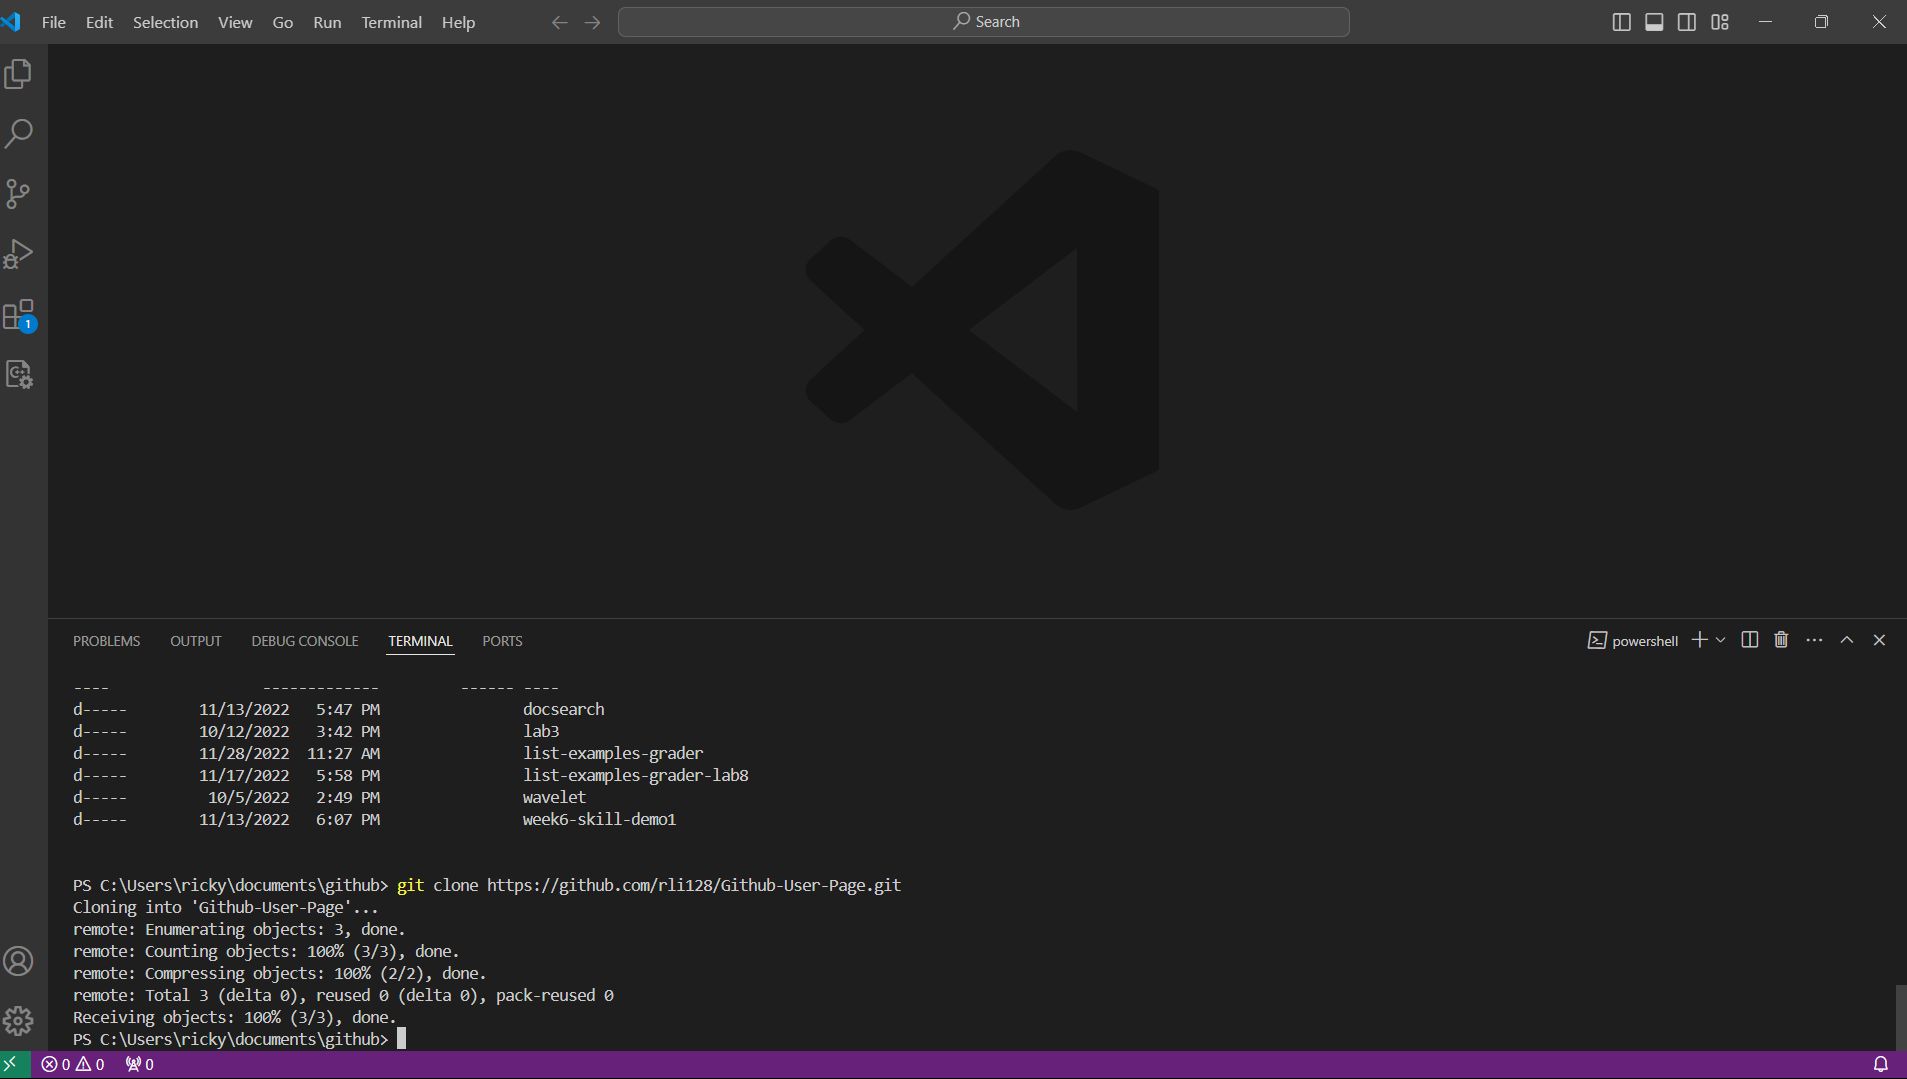 File Edit Selection View Go Run Terminal Help Search
1
PROBLEMS OUTPUT DEBUG CONSOLE TERMINAL PORTS powershell
---- ------------- ------ ----
d----- 11/13/2022 5:47 PM docsearch
d----- 10/12/2022 3:42 PM lab3
d----- 11/28/2022 11:27 AM list-examples-grader
d----- 11/17/2022 5:58 PM list-examples-grader-lab8
d----- 10/5/2022 2:49 PM wavelet
d----- 11/13/2022 6:07 PM week6-skill-demo1
PS C:\Users\ricky\documents\github> git clone https://github.com/rli128/Github-User-Page.git
Cloning into 'Github-User-Page'...
remote: Enumerating objects: 3, done.
remote: Counting objects: 100% (3/3), done.
remote: Compressing objects: 100% (2/2), done.
remote: Total 3 (delta 0), reused 0 (delta 0), pack-reused 0
Receiving objects: 100% (3/3), done.
PS C:\Users\ricky\documents\github>
0 0 0